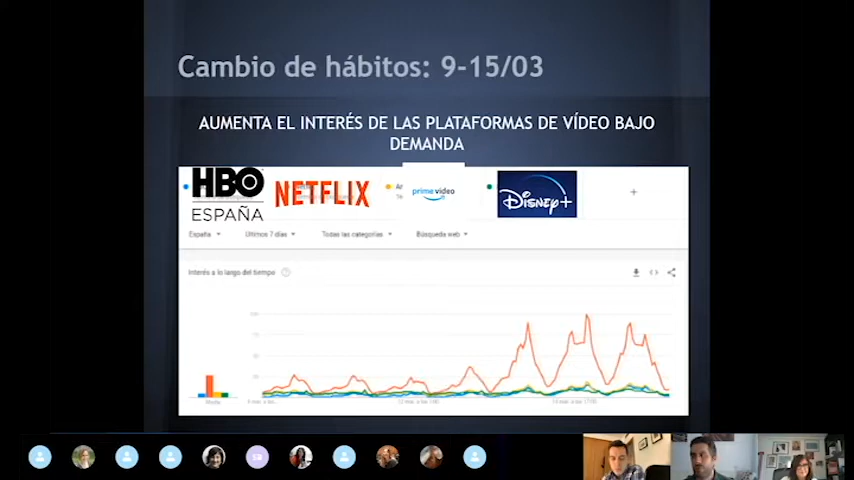 Cambio de hábitos: 9-15/03
AUMENTA EL INTERÉS DE LAS PLATAFORMAS DE VÍDEO BAJO
DEMANDA
HBO
ESPAÑA
NETFLIX
prime video
Disney+
España
Últimos 7 días
Todas las categorías
Búsqueda web
Interés a lo largo del tiempo